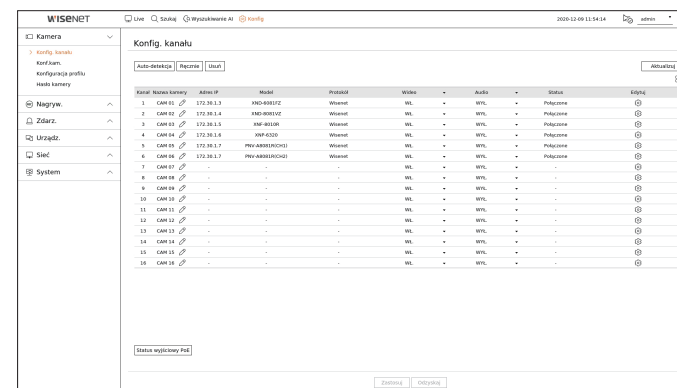 WISENET Live Szukaj Wyszukiwanie AI Konfig 2020-12-09 11:54:14 admin
Kamera
Konfig. kanału
Konf.kam.
Konfiguracja profilu
Hasło kamery
Nagryw.
Zdarz.
Urządz.
Sieć
System
Konfig. kanału
Auto-detekcja Ręcznie Usuń Aktualizuj
Kanał Nazwa kamery Adres IP Model Protokół Wideo Audio Status Edytuj
1 CAM 01 172.30.1.3 XND-6081FZ Wisenet WŁ. WYŁ. Połączone
2 CAM 02 172.30.1.4 XND-8081VZ Wisenet WŁ. WYŁ. Połączone
3 CAM 03 172.30.1.5 XNF-8010R Wisenet WŁ. WYŁ. Połączone
4 CAM 04 172.30.1.6 XNP-6320 Wisenet WŁ. WYŁ. Połączone
5 CAM 05 172.30.1.7 PNV-A8081R(CH1) Wisenet WŁ. WYŁ. Połączone
6 CAM 06 172.30.1.7 PNV-A8081R(CH2) Wisenet WŁ. WYŁ. Połączone
7 CAM 07 - - - WŁ. WYŁ. -
8 CAM 08 - - - WŁ. WYŁ. -
9 CAM 09 - - - WŁ. WYŁ. -
10 CAM 10 - - - WŁ. WYŁ. -
11 CAM 11 - - - WŁ. WYŁ. -
12 CAM 12 - - - WŁ. WYŁ. -
13 CAM 13 - - - WŁ. WYŁ. -
14 CAM 14 - - - WŁ. WYŁ. -
15 CAM 15 - - - WŁ. WYŁ. -
16 CAM 16 - - - WŁ. WYŁ. -
Status wyjściowy PoE
Zastosuj Odzyskaj